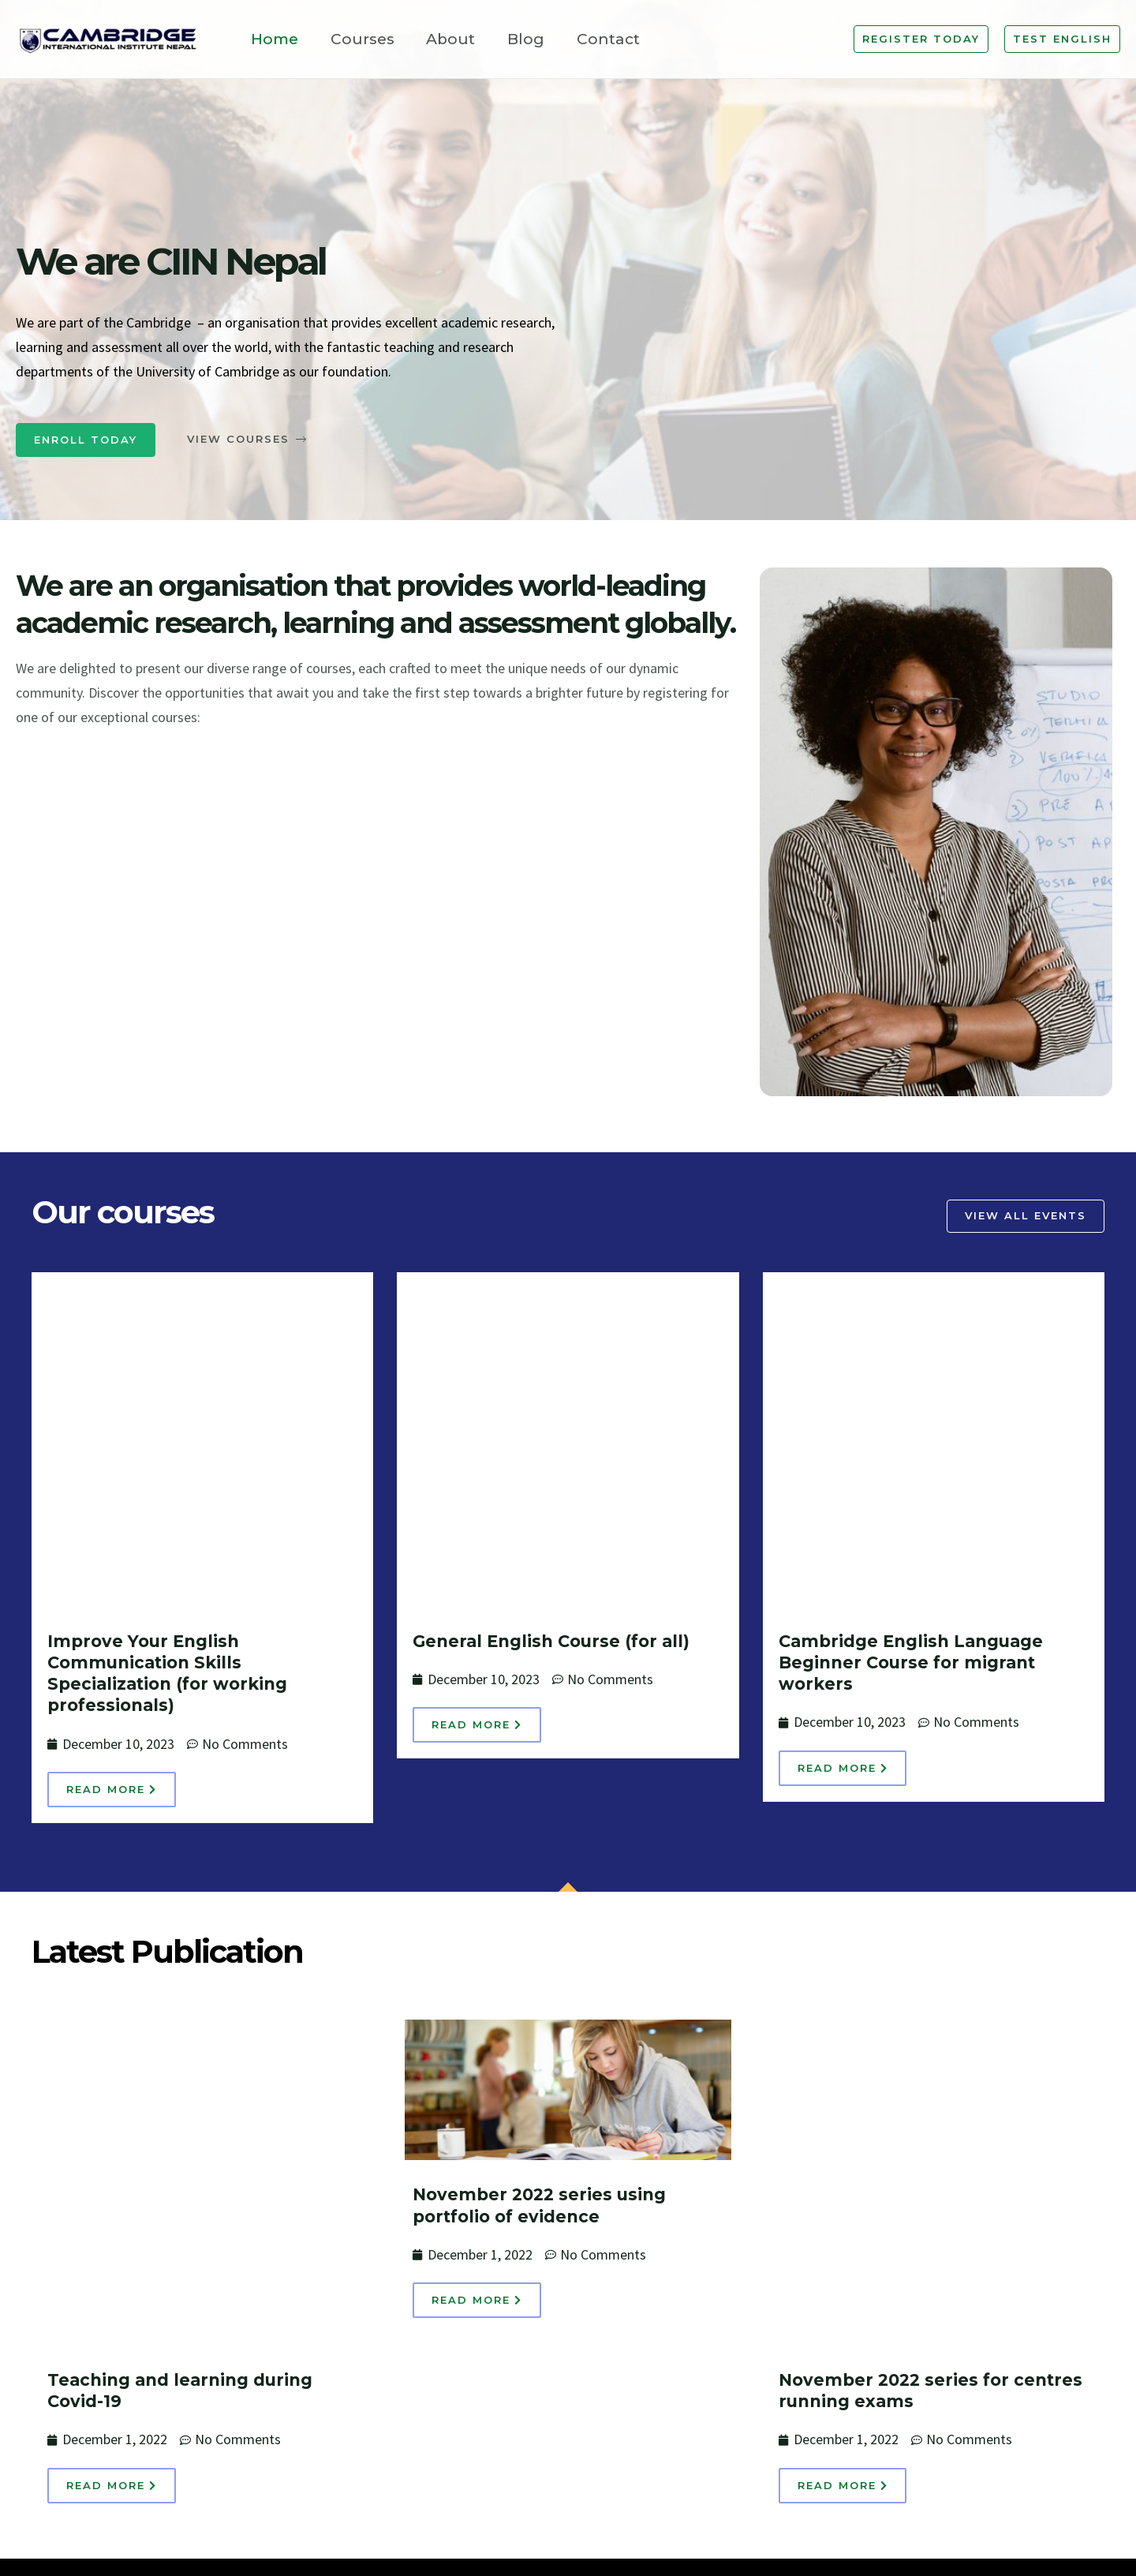 CAMBRIDGE
INTERNATIONAL INSTITUTE NEPAL
Home
Courses
About
Blog
Contact
REGISTER TODAY
TEST ENGLISH
We are CIIN Nepal
We are part of the Cambridge – an organisation that provides excellent academic research,
learning and assessment all over the world, with the fantastic teaching and research
departments of the University of Cambridge as our foundation.
ENROLL TODAY
VIEW COURSES
We are an organisation that provides world-leading
academic research, learning and assessment globally.
We are delighted to present our diverse range of courses, each crafted to meet the unique needs of our dynamic
community. Discover the opportunities that await you and take the first step towards a brighter future by registering for
one of our exceptional courses:
STUDIO
Our courses
VIEW ALL EVENTS
Improve Your English
Communication Skills
Specialization (for working
professionals)
December 10, 2023
No Comments
READ MORE
General English Course (for all)
December 10, 2023
No Comments
READ MORE
Cambridge English Language
Beginner Course for migrant
workers
December 10, 2023
No Comments
READ MORE
Latest Publication
Teaching and learning during
Covid-19
December 1, 2022
No Comments
READ MORE
November 2022 series using
portfolio of evidence
December 1, 2022
No Comments
READ MORE
November 2022 series for centres
running exams
December 1, 2022
No Comments
READ MORE